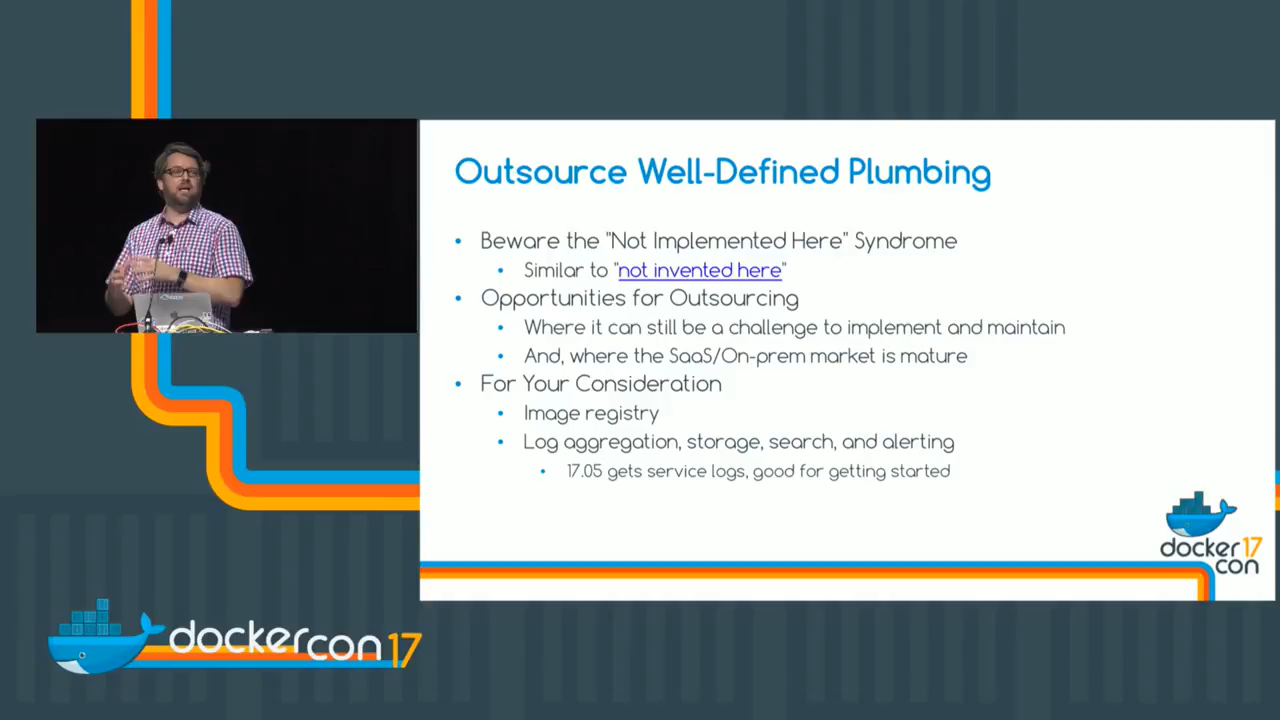 Outsource Well-Defined Plumbing
• Beware the "Not Implemented Here" Syndrome
• Similar to "not invented here"
• Opportunities for Outsourcing
• Where it can still be a challenge to implement and maintain
• And, where the SaaS/On-prem market is mature
• For Your Consideration
• Image registry
• Log aggregation, storage, search, and alerting
• 17.05 gets service logs, good for getting started
docker 17
con
dockercon 17